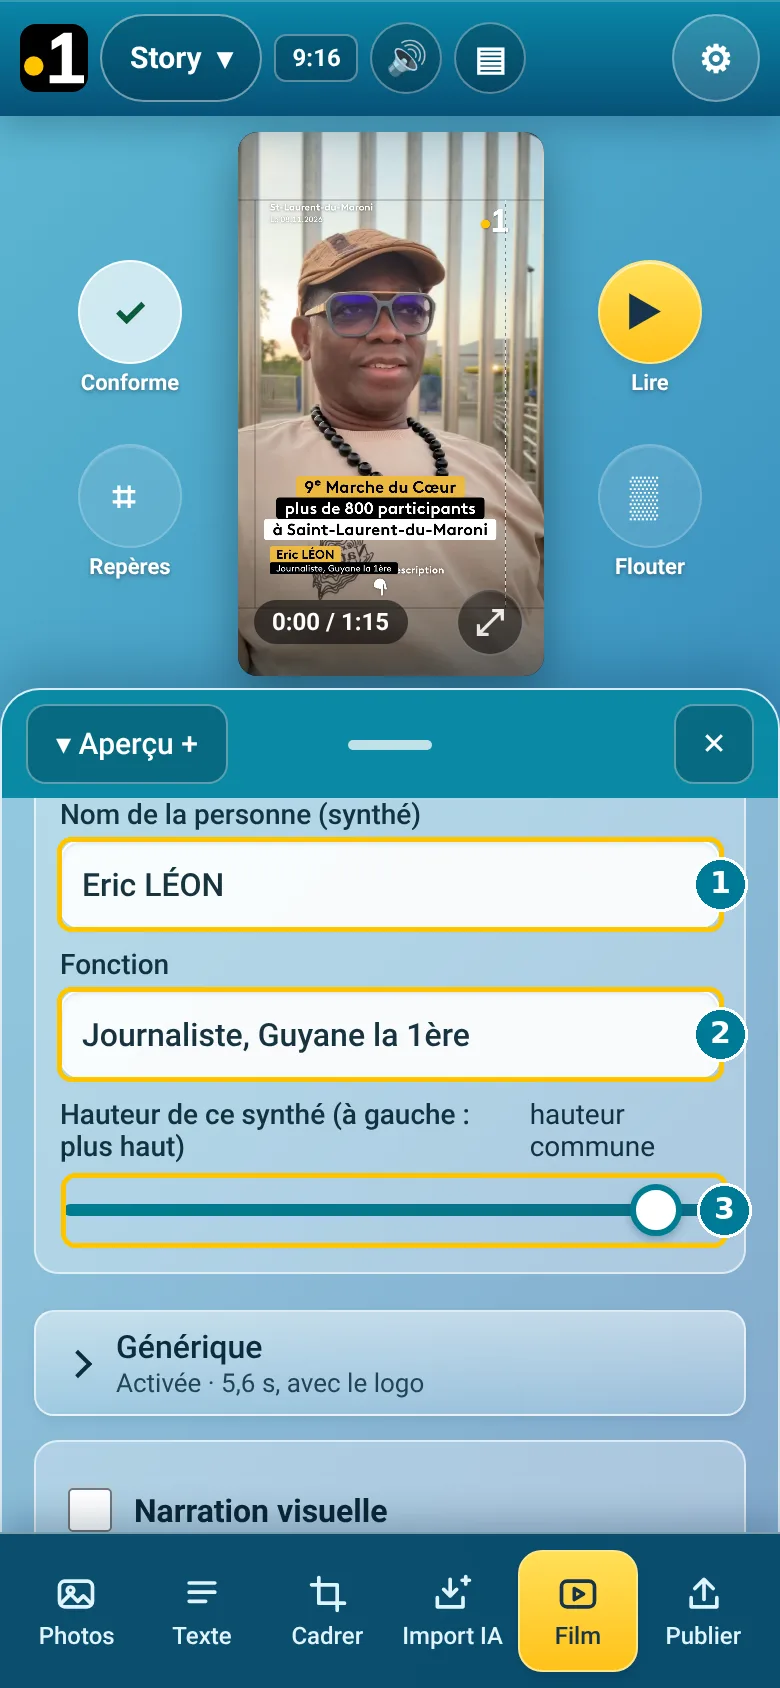 1
Story ▼
9:16
St-Laurent-du-Maroni
1
Conforme
Lire
Repères
Flouter
9e Marche du Cœur
plus de 800 participants
à Saint-Laurent-du-Maroni
Eric LÉON
Journaliste, Guyane la 1ère
escription
0:00 / 1:15
▾ Aperçu +
×
Nom de la personne (synthé)
Eric LÉON
1
Fonction
Journaliste, Guyane la 1ère
2
Hauteur de ce synthé (à gauche : plus haut)
hauteur commune
3
Générique
Activée · 5,6 s, avec le logo
Narration visuelle
Photos
Texte
Cadrer
Import IA
Film
Publier